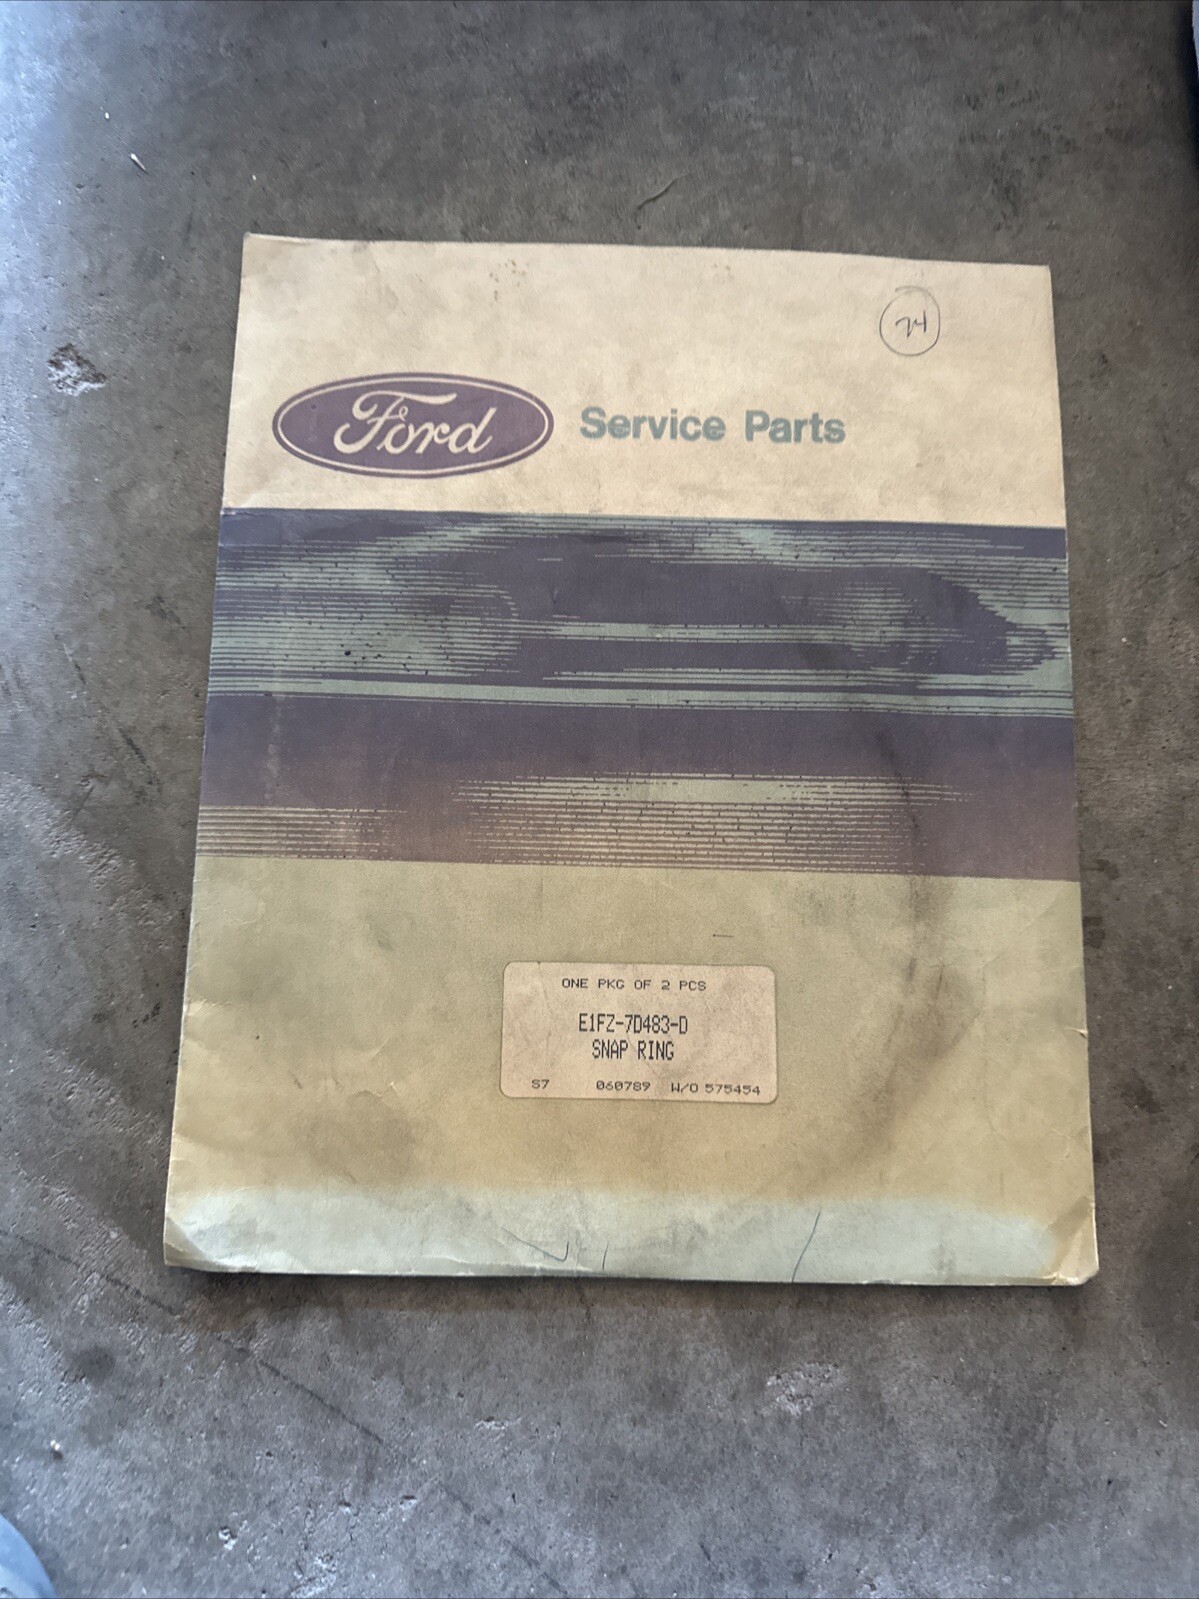 24
Ford Service Parts
ONE PKG OF 2 PCS
E1FZ-7D483-D
SNAP RING
S7 060789 W/O 575454